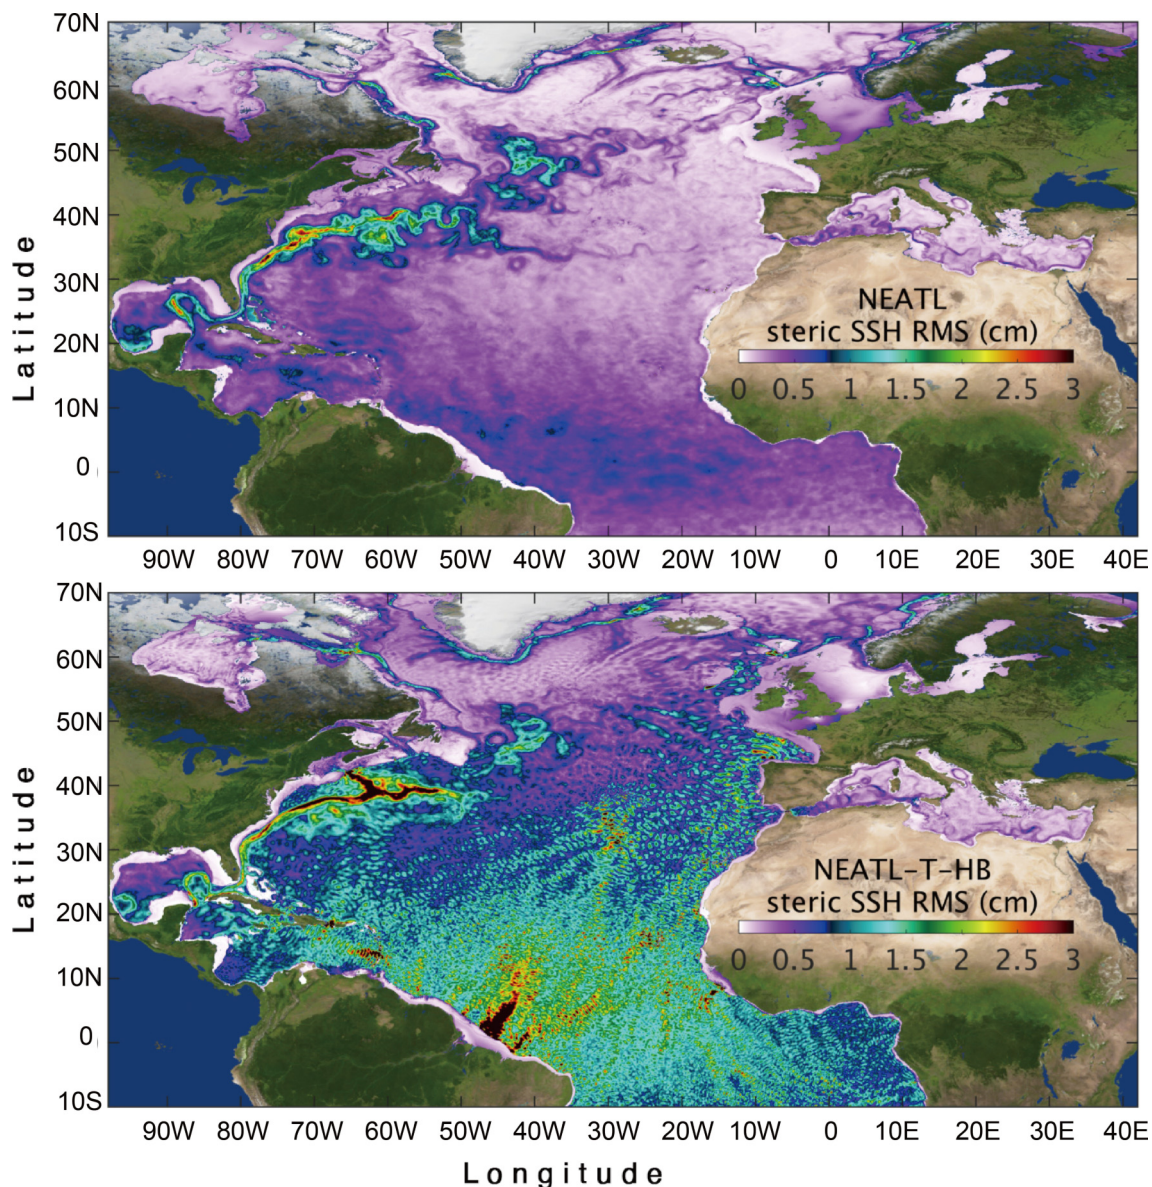 70N
60N
50N
40N
30N
20N
10N
0
10S
Latitude
NEATL
steric SSH RMS (cm)
0 0.5 1 1.5 2 2.5 3
90W 80W 70W 60W 50W 40W 30W 20W 10W 0 10E 20E 30E 40E
70N
60N
50N
40N
30N
20N
10N
0
10S
Latitude
NEATL-T-HB
steric SSH RMS (cm)
0 0.5 1 1.5 2 2.5 3
90W 80W 70W 60W 50W 40W 30W 20W 10W 0 10E 20E 30E 40E
Longitude